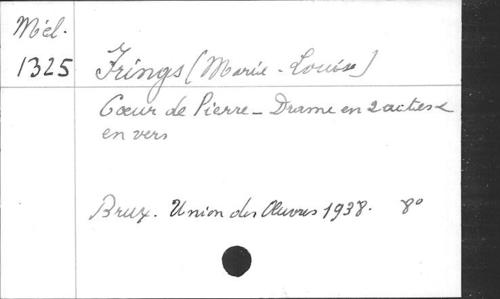 Mél.
1325 Frings (Marie-Louise)
Cœur de Pierre - Drame en 2 actes &
en vers
Brux. Union des Œuvres 1938. 8°